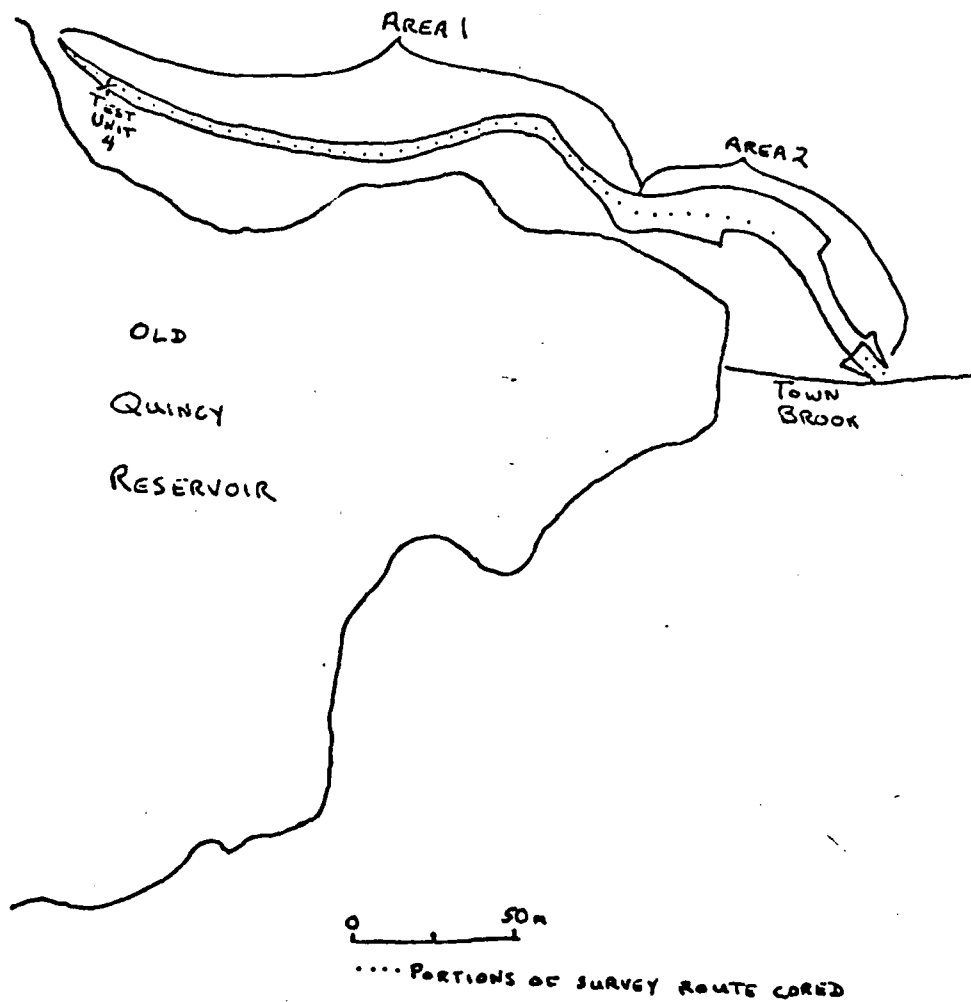 AREA 1
TEST
UNIT
4
AREA 2
OLD
QUINCY
RESERVOIR
TOWN
BROOK
0 50m
.... PORTIONS OF SURVEY ROUTE CORED